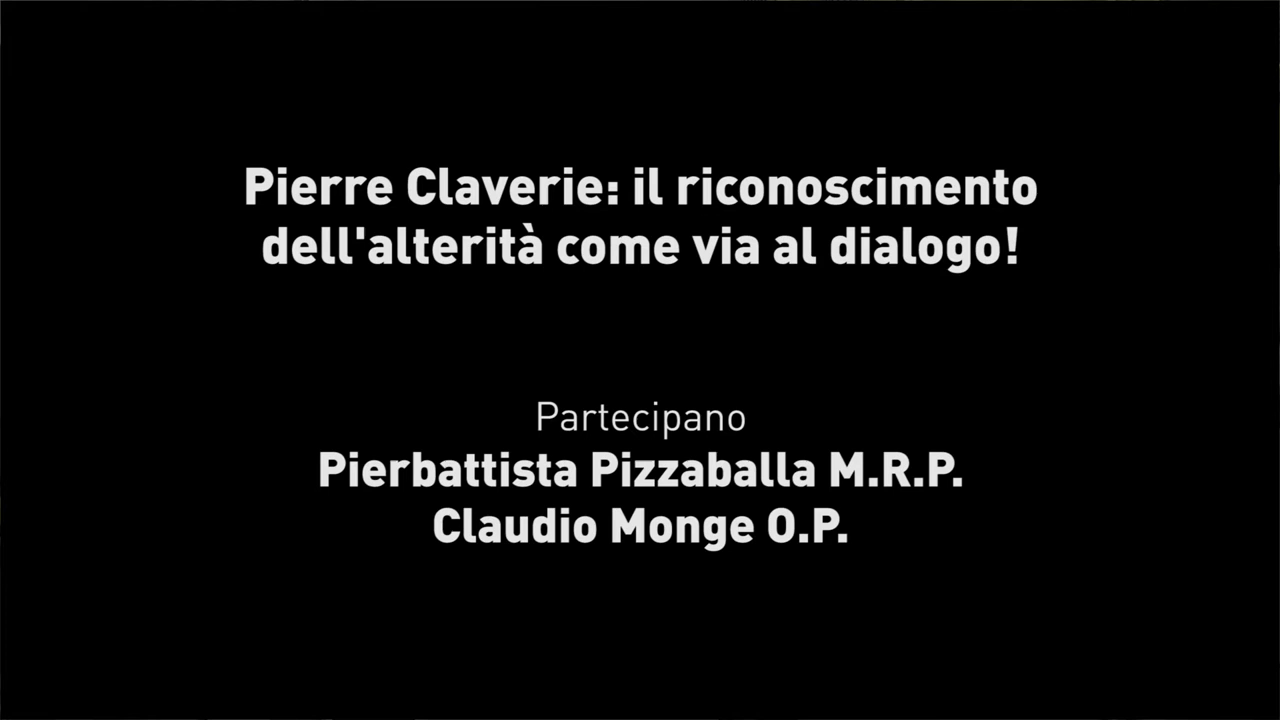 Pierre Claverie: il riconoscimento
dell'alterità come via al dialogo!
Partecipano
Pierbattista Pizzaballa M.R.P.
Claudio Monge O.P.